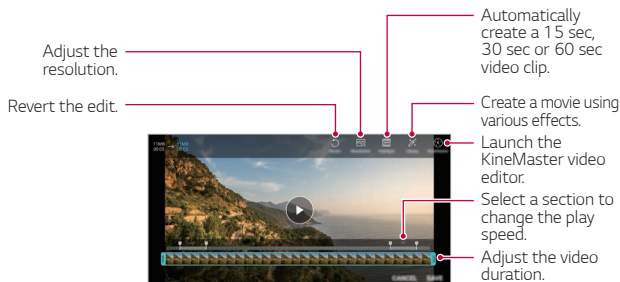 Adjust the
resolution.
Revert the edit.
Automatically
create a 15 sec,
30 sec or 60 sec
video clip.
Create a movie using
various effects.
Launch the
KineMaster video
editor.
Select a section to
change the play
speed.
Adjust the video
duration.
CANCEL SAVE